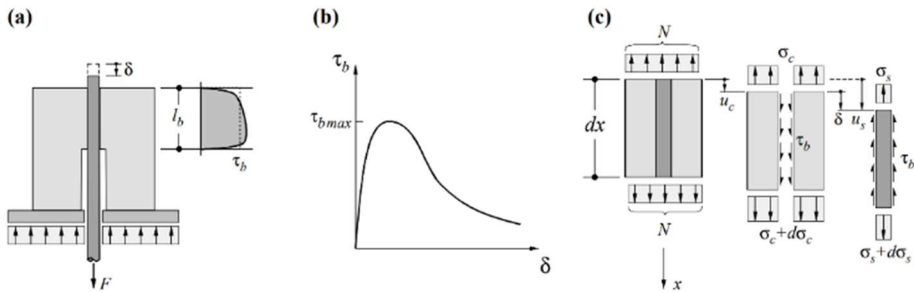 (a)
δ
l_b
τ_b
F
(b)
τ_b
τ_bmax
δ
(c)
N
dx
N
x
σ_c
u_c
τ_b
σ_c+dσ_c
δ
u_s
σ_s
τ_b
σ_s+dσ_s